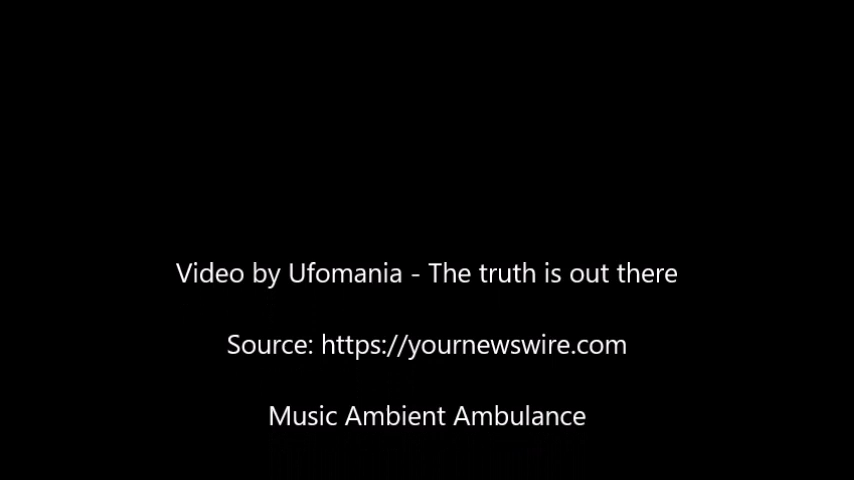 Video by Ufomania - The truth is out there
Source: https://yournewswire.com
Music Ambient Ambulance